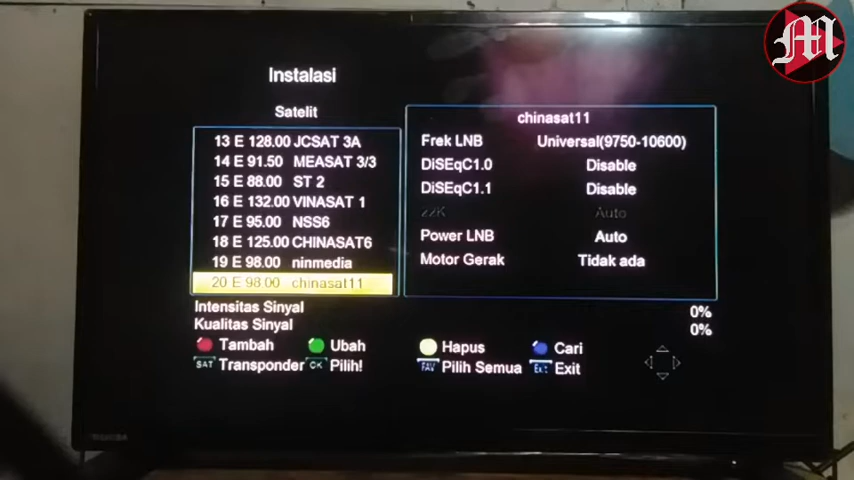 M
Instalasi
Satelit
13 E 128.00 JCSAT 3A
14 E 91.50 MEASAT 3/3
15 E 88.00 ST 2
16 E 132.00 VINASAT 1
17 E 95.00 NSS6
18 E 125.00 CHINASAT6
19 E 98.00 ninmedia
20 E 98.00 chinasat11
chinasat11
Frek LNB Universal(9750-10600)
DiSEqC1.0 Disable
DiSEqC1.1 Disable
22K Auto
Power LNB Auto
Motor Gerak Tidak ada
Intensitas Sinyal 0%
Kualitas Sinyal 0%
Tambah Ubah Hapus Cari
SAT Transponder OK Pilih! FAV Pilih Semua Exit
TOSHIBA